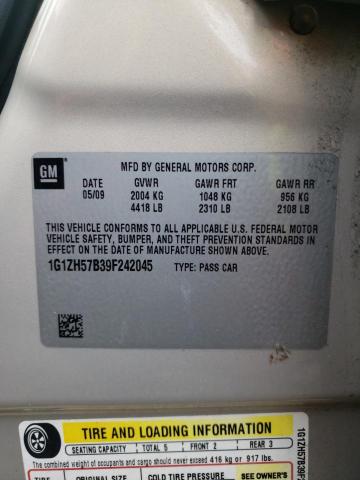 GM
MFD BY GENERAL MOTORS CORP.
DATE GVWR GAWR FRT GAWR RR
05/09 2004 KG 1048 KG 956 KG
4418 LB 2310 LB 2108 LB
THIS VEHICLE CONFORMS TO ALL APPLICABLE U.S. FEDERAL MOTOR
VEHICLE SAFETY, BUMPER, AND THEFT PREVENTION STANDARDS IN
EFFECT ON THE DATE OF MANUFACTURE SHOWN ABOVE.
1G1ZH57B39F242045 TYPE: PASS CAR
TIRE AND LOADING INFORMATION
SEATING CAPACITY TOTAL 5 FRONT 2 REAR 3
The combined weight of occupants and cargo should never exceed 416 kg or 917 lbs.
TIRE ORIGINAL SIZE COLD TIRE PRESSURE SEE OWNER'S
1G1ZH57B39F